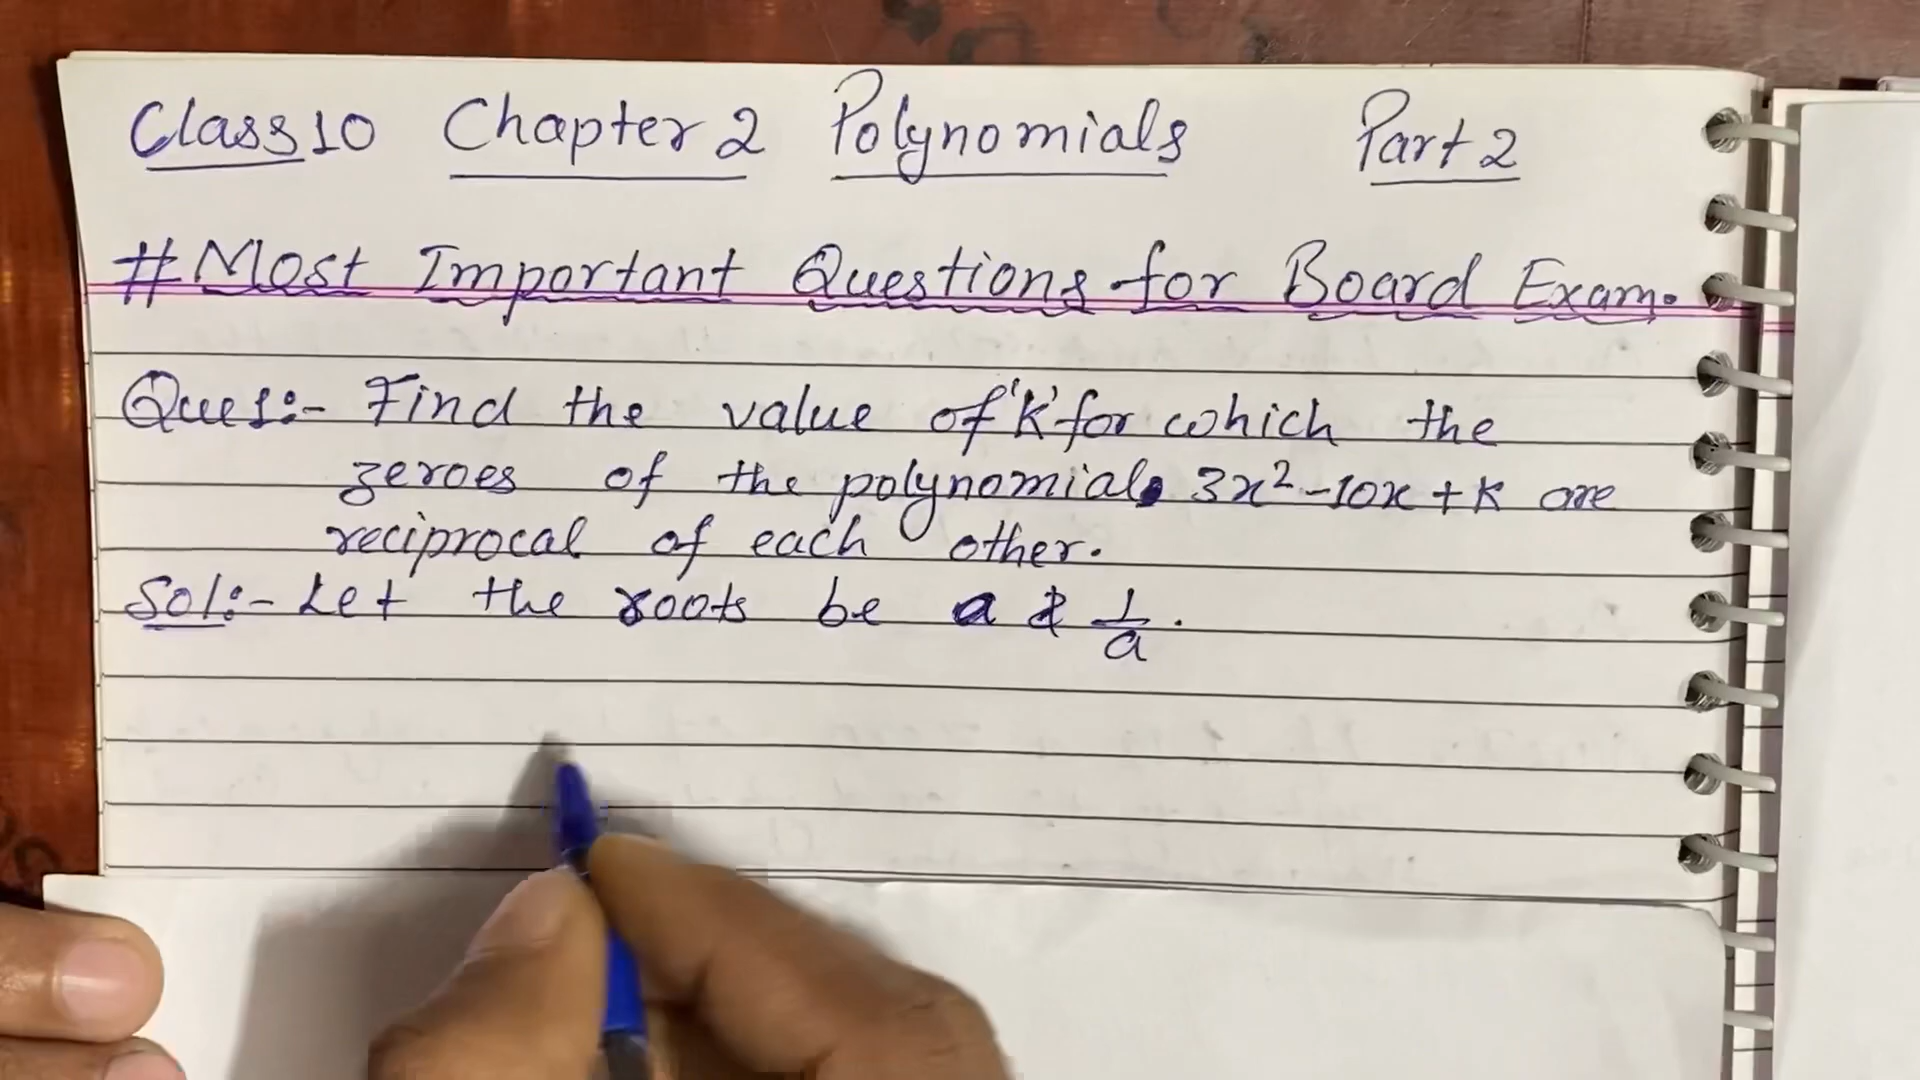 Class 10 Chapter 2 Polynomials Part 2
# Most Important Questions for Board Exam.
Ques:- Find the value of 'K' for which the
zeroes of the polynomial 3x² - 10x + K are
reciprocal of each other.
Sol:- Let the roots be a & 1/a.